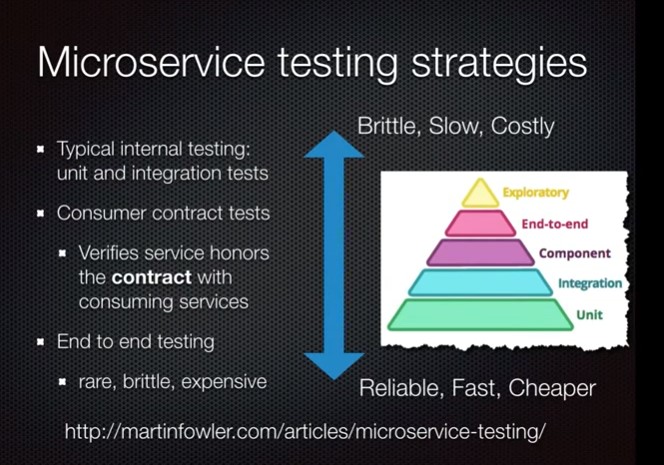 Microservice testing strategies
Typical internal testing:
unit and integration tests
Consumer contract tests
Verifies service honors
the contract with
consuming services
End to end testing
rare, brittle, expensive
Brittle, Slow, Costly
Exploratory
End-to-end
Component
Integration
Unit
Reliable, Fast, Cheaper
http://martinfowler.com/articles/microservice-testing/